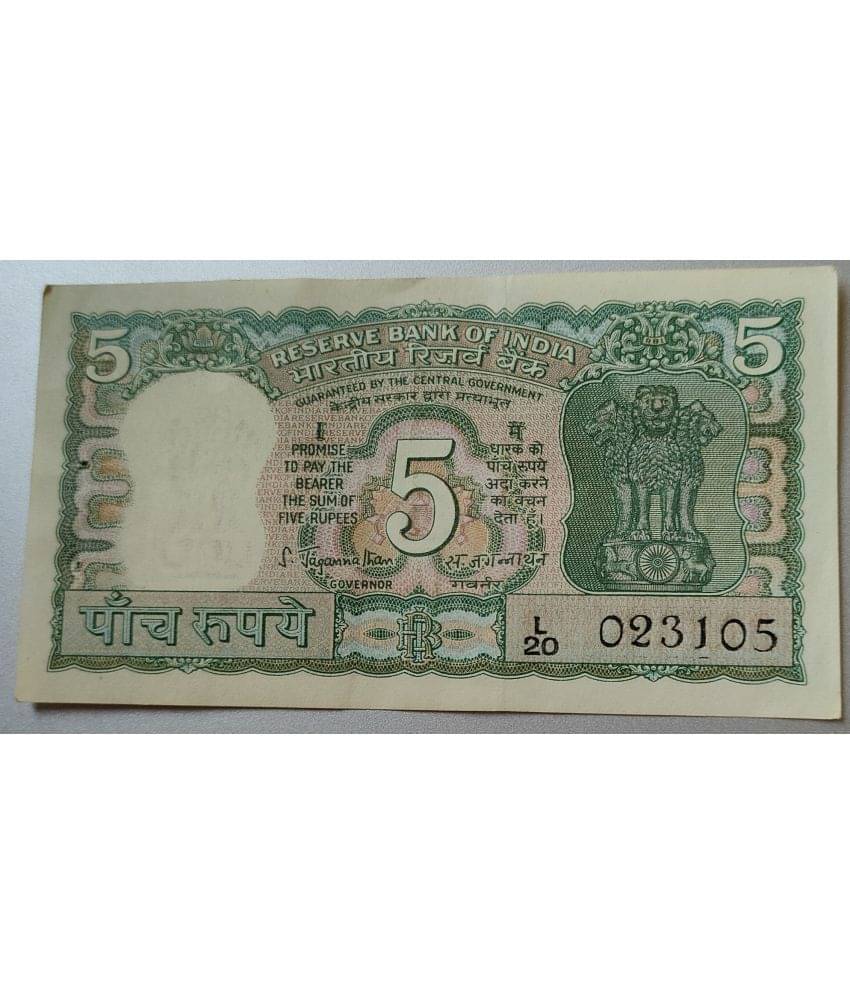 5 5
RESERVE BANK OF INDIA
भारतीय रिज़र्व बैंक
GUARANTEED BY THE CENTRAL GOVERNMENT
केन्द्रीय सरकार द्वारा प्रत्याभूत
I
PROMISE
TO PAY THE
BEARER
THE SUM OF
FIVE RUPEES
5
मैं
धारक को
पाँच रुपये
अदा करने
का वचन
देता हूँ।
S. Jagannathan
GOVERNOR
स. जगन्नाथन
गवर्नर
पाँच रुपये
RBI
L/20 023105